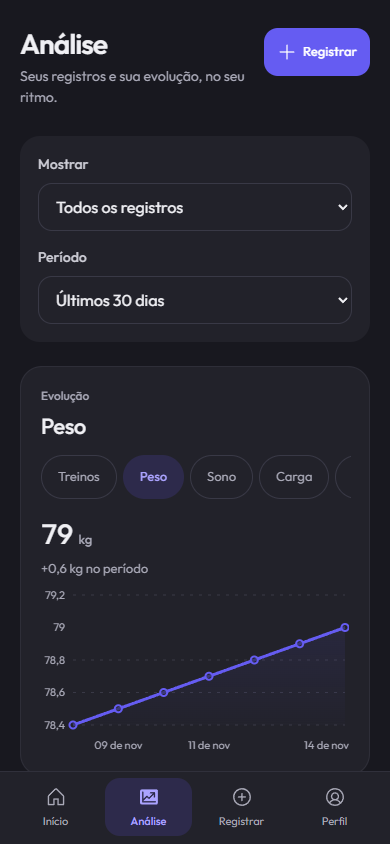 Análise
Registrar
Seus registros e sua evolução, no seu
ritmo.
Mostrar
Todos os registros
Período
Últimos 30 dias
Evolução
Peso
Treinos
Peso
Sono
Carga
79 kg
+0,6 kg no período
79,2
79
78,8
78,6
78,4
09 de nov
11 de nov
14 de nov
Início
Análise
Registrar
Perfil